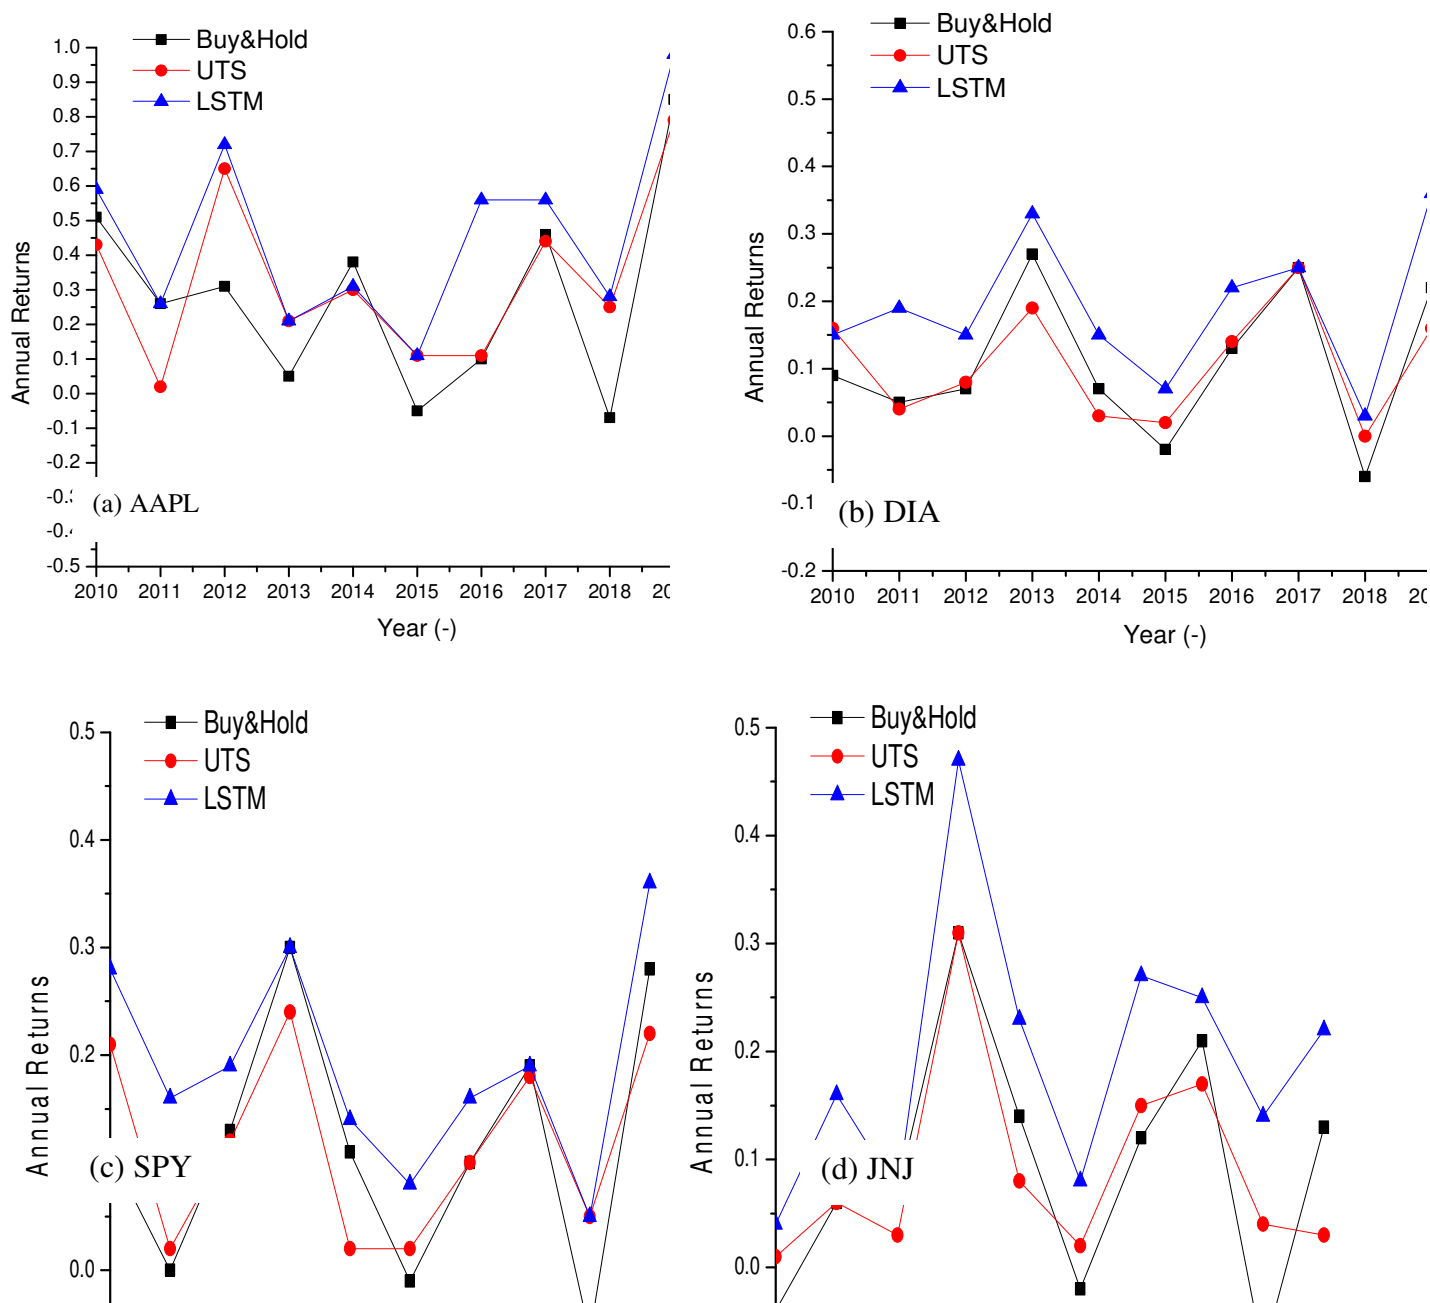 Buy&Hold
UTS
LSTM
1.0
0.9
0.8
0.7
0.6
0.5
0.4
0.3
0.2
0.1
0.0
-0.1
-0.2
-0.5
Annual Returns
(a) AAPL
2010 2011 2012 2013 2014 2015 2016 2017 2018
Year (-)
Buy&Hold
UTS
LSTM
0.6
0.5
0.4
0.3
0.2
0.1
0.0
-0.1
-0.2
Annual Returns
(b) DIA
2010 2011 2012 2013 2014 2015 2016 2017 2018
Year (-)
Buy&Hold
UTS
LSTM
0.5
0.4
0.3
0.2
0.0
Annual Returns
(c) SPY
Buy&Hold
UTS
LSTM
0.5
0.4
0.3
0.2
0.1
0.0
Annual Returns
(d) JNJ